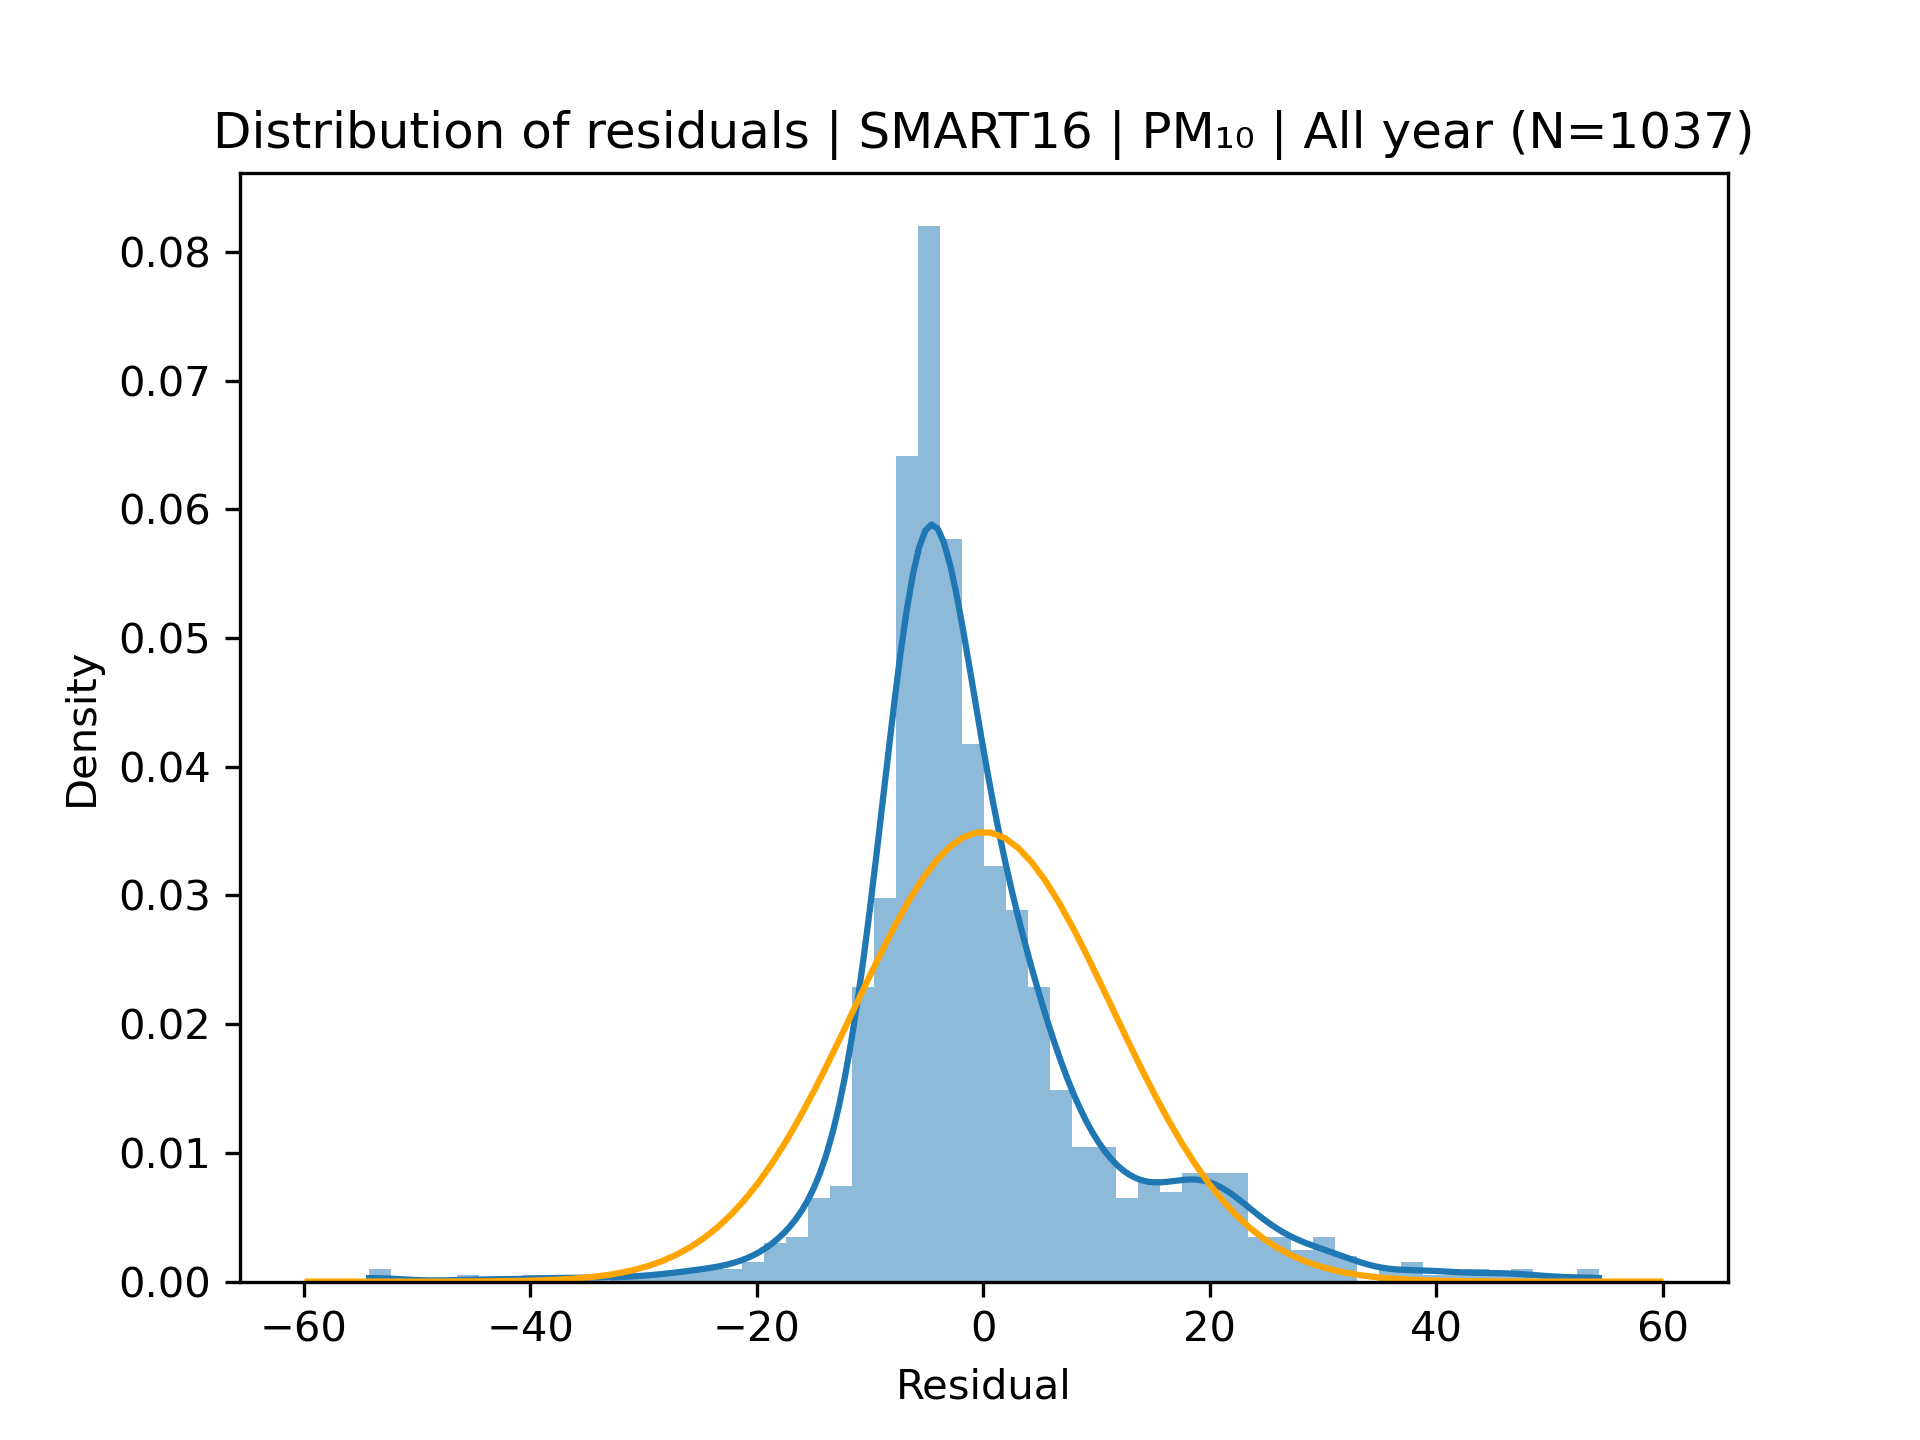 Distribution of residuals | SMART16 | PM₁₀ | All year (N=1037)
0.08
0.07
0.06
0.05
0.04
0.03
0.02
0.01
0.00
Density
−60 −40 −20 0 20 40 60
Residual